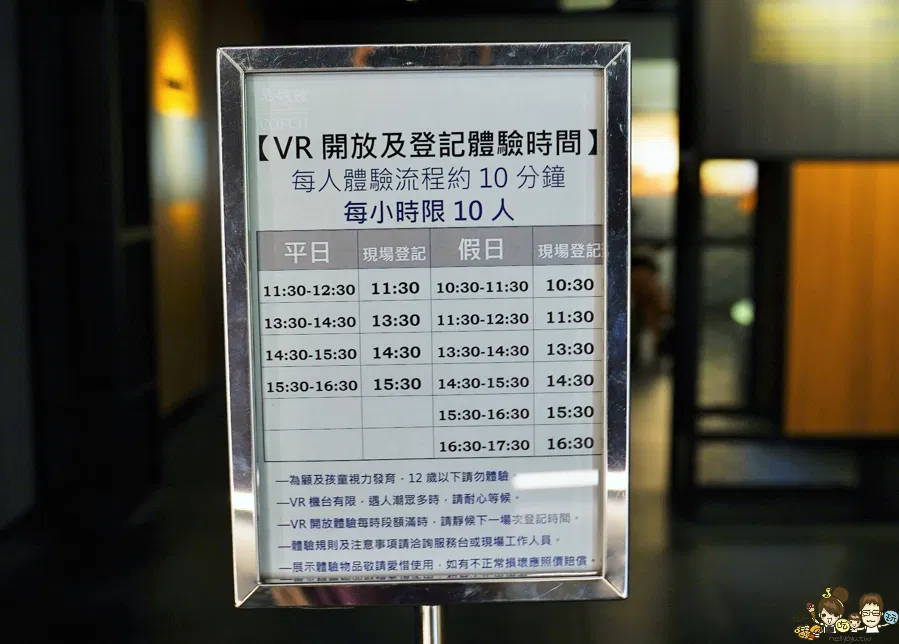 【VR 開放及登記體驗時間】
每人體驗流程約 10 分鐘
每小時限 10 人
平日 現場登記 假日 現場登記
11:30-12:30 11:30 10:30-11:30 10:30
13:30-14:30 13:30 11:30-12:30 11:30
14:30-15:30 14:30 13:30-14:30 13:30
15:30-16:30 15:30 14:30-15:30 14:30
15:30-16:30 15:30
16:30-17:30 16:30
—為顧及孩童視力發育，12 歲以下請勿體驗。
—VR 機台有限，遇人潮眾多時，請耐心等候。
—VR 開放體驗每時段額滿時，請靜候下一場次登記時間。
—體驗規則及注意事項請洽詢服務台或現場工作人員。
—展示體驗物品敬請愛惜使用，如有不正常損壞應照價賠償。